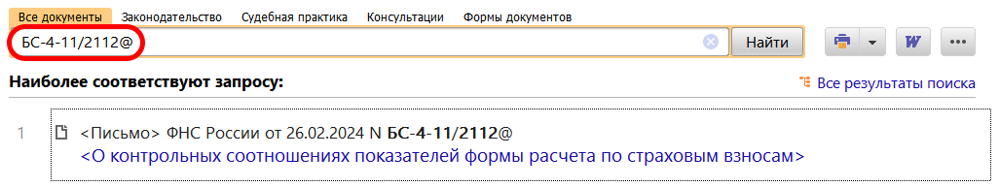 Все документы Законодательство Судебная практика Консультации Формы документов
БС-4-11/2112@ Найти W
Наиболее соответствуют запросу: Все результаты поиска
1 <Письмо> ФНС России от 26.02.2024 N БС-4-11/2112@
<О контрольных соотношениях показателей формы расчета по страховым взносам>